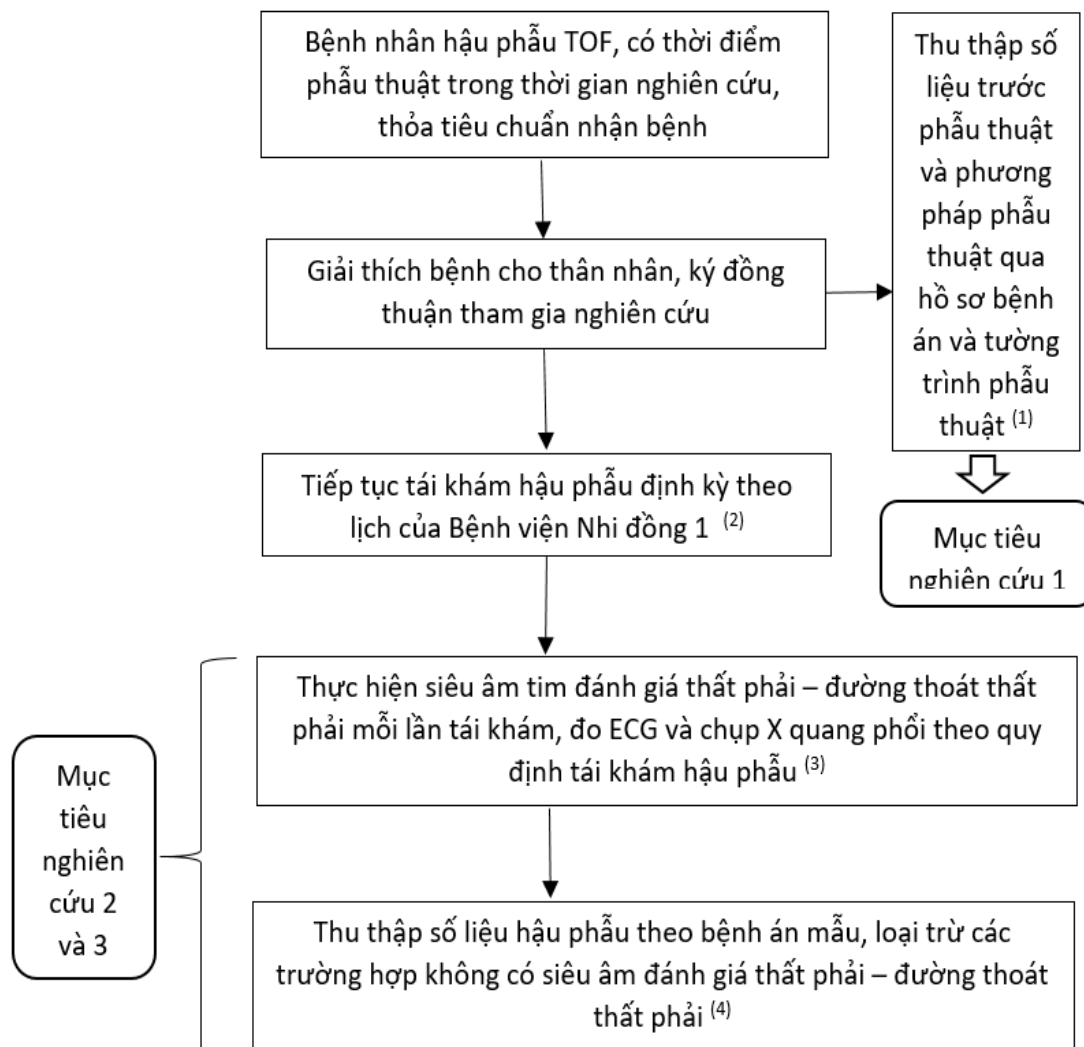 Bệnh nhân hậu phẫu TOF, có thời điểm
phẫu thuật trong thời gian nghiên cứu,
thỏa tiêu chuẩn nhận bệnh
Thu thập số
liệu trước
phẫu thuật
và phương
pháp phẫu
thuật qua
hồ sơ bệnh
án và tường
trình phẫu
thuật (1)
Giải thích bệnh cho thân nhân, ký đồng
thuận tham gia nghiên cứu
Tiếp tục tái khám hậu phẫu định kỳ theo
lịch của Bệnh viện Nhi đồng 1 (2)
Mục tiêu
nghiên cứu 1
Thực hiện siêu âm tim đánh giá thất phải – đường thoát thất
phải mỗi lần tái khám, đo ECG và chụp X quang phổi theo quy
định tái khám hậu phẫu (3)
Mục
tiêu
nghiên
cứu 2
và 3
Thu thập số liệu hậu phẫu theo bệnh án mẫu, loại trừ các
trường hợp không có siêu âm đánh giá thất phải – đường thoát
thất phải (4)